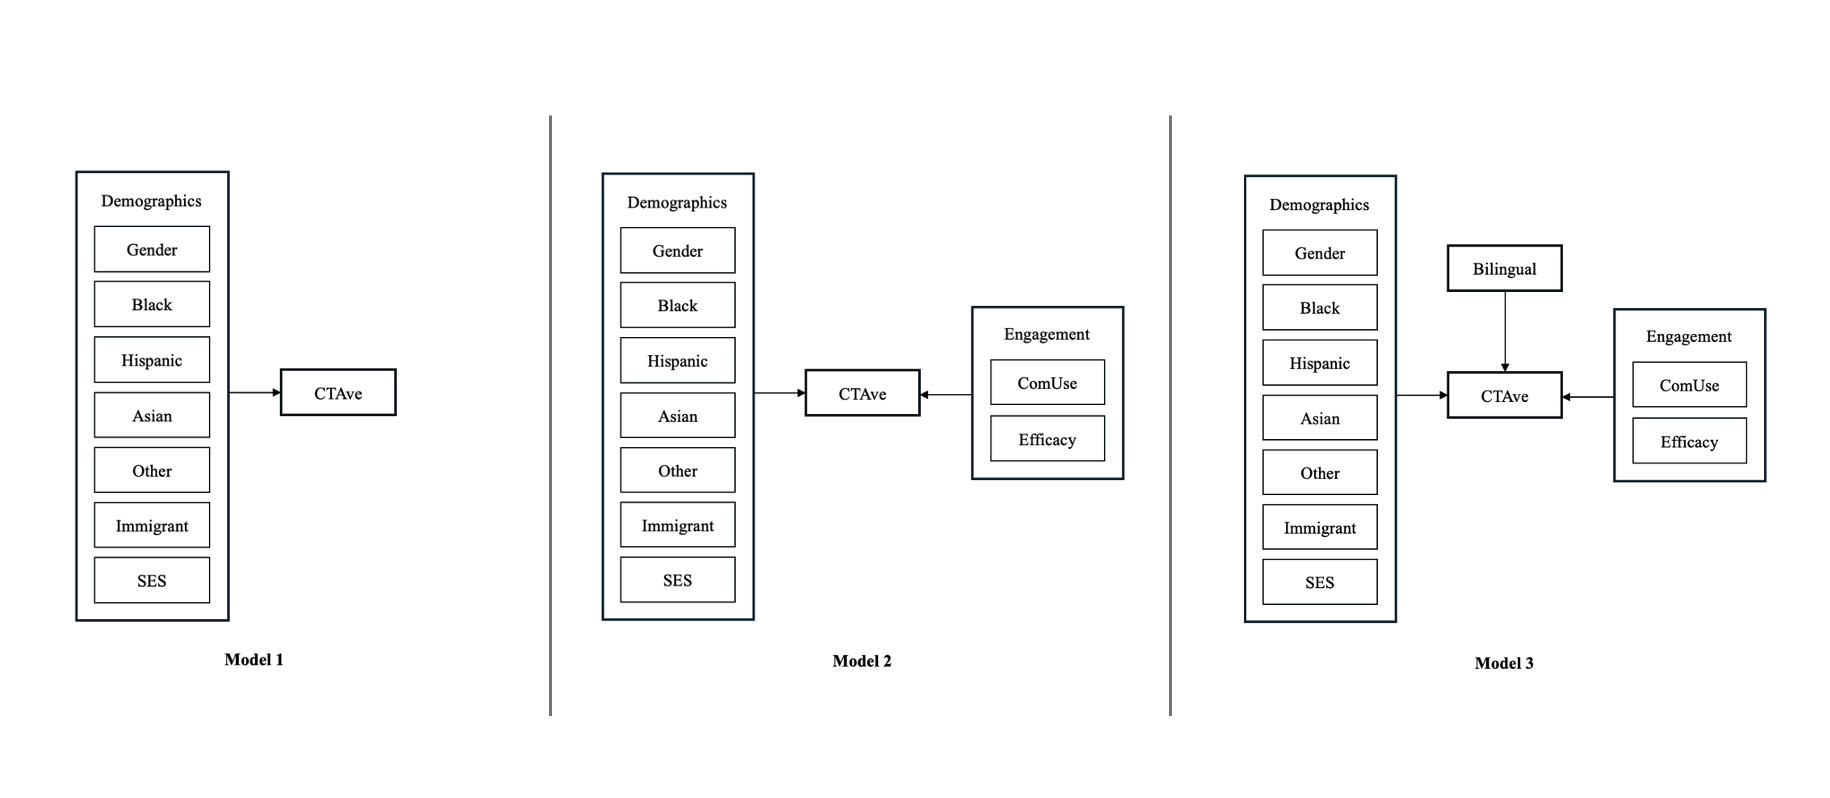 Demographics
Gender
Black
Hispanic
Asian
Other
Immigrant
SES
CTAve
Model 1
Demographics
Gender
Black
Hispanic
Asian
Other
Immigrant
SES
CTAve
Engagement
ComUse
Efficacy
Model 2
Demographics
Gender
Black
Hispanic
Asian
Other
Immigrant
SES
Bilingual
CTAve
Engagement
ComUse
Efficacy
Model 3